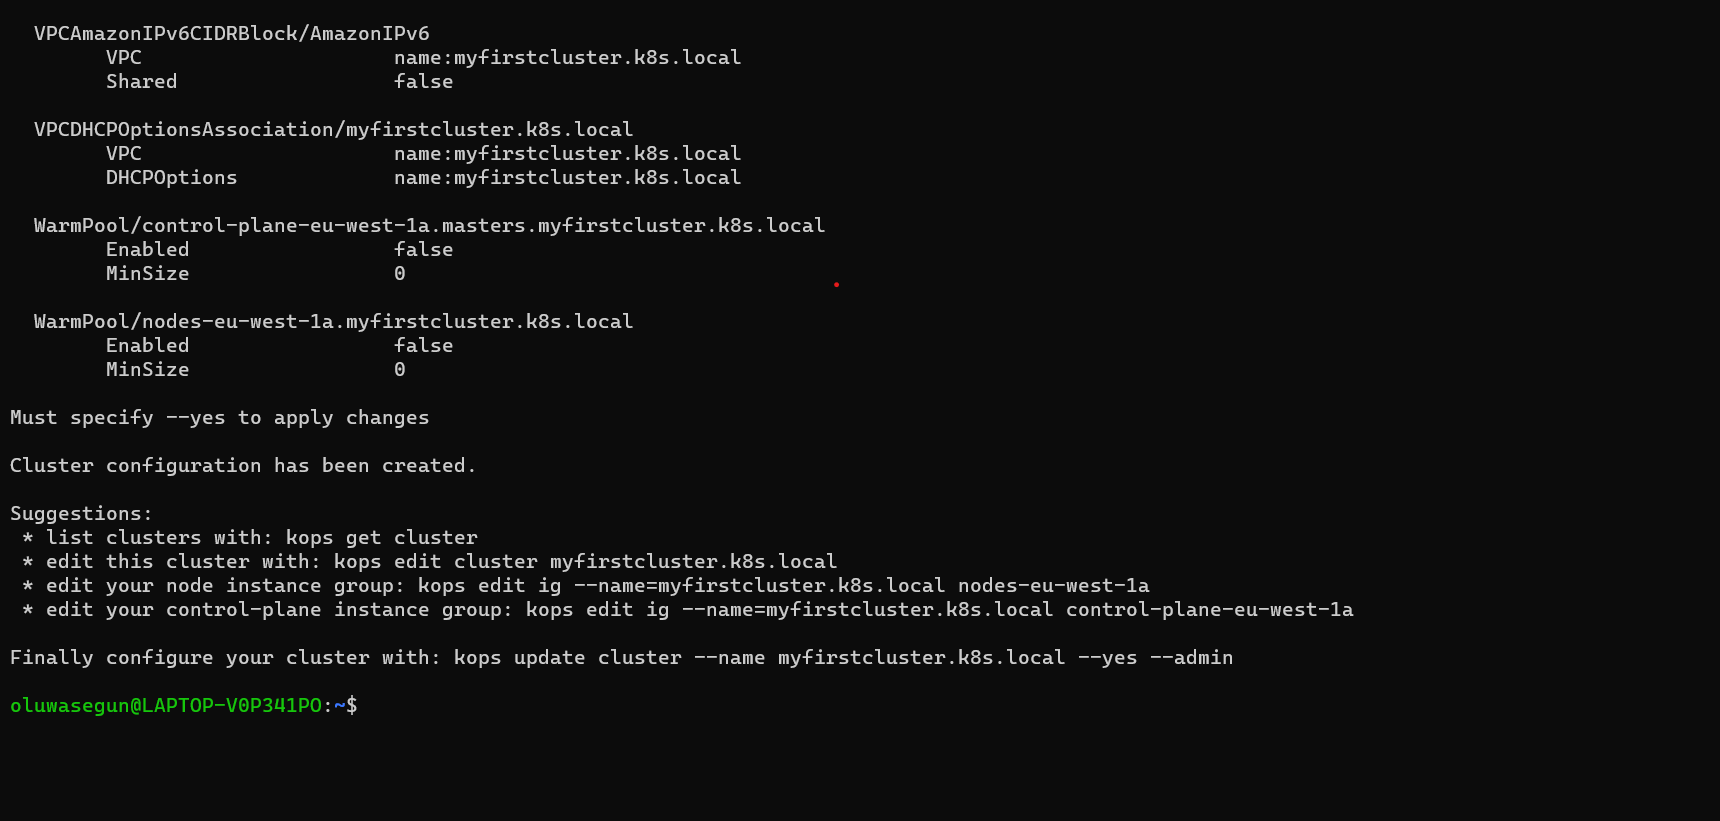 VPCAmazonIPv6CIDRBlock/AmazonIPv6
VPC name:myfirstcluster.k8s.local
Shared false
VPCDHCPOptionsAssociation/myfirstcluster.k8s.local
VPC name:myfirstcluster.k8s.local
DHCPOptions name:myfirstcluster.k8s.local
WarmPool/control-plane-eu-west-1a.masters.myfirstcluster.k8s.local
Enabled false
MinSize 0
WarmPool/nodes-eu-west-1a.myfirstcluster.k8s.local
Enabled false
MinSize 0
Must specify --yes to apply changes
Cluster configuration has been created.
Suggestions:
* list clusters with: kops get cluster
* edit this cluster with: kops edit cluster myfirstcluster.k8s.local
* edit your node instance group: kops edit ig --name=myfirstcluster.k8s.local nodes-eu-west-1a
* edit your control-plane instance group: kops edit ig --name=myfirstcluster.k8s.local control-plane-eu-west-1a
Finally configure your cluster with: kops update cluster --name myfirstcluster.k8s.local --yes --admin
oluwasegun@LAPTOP-V0P341PO:~$